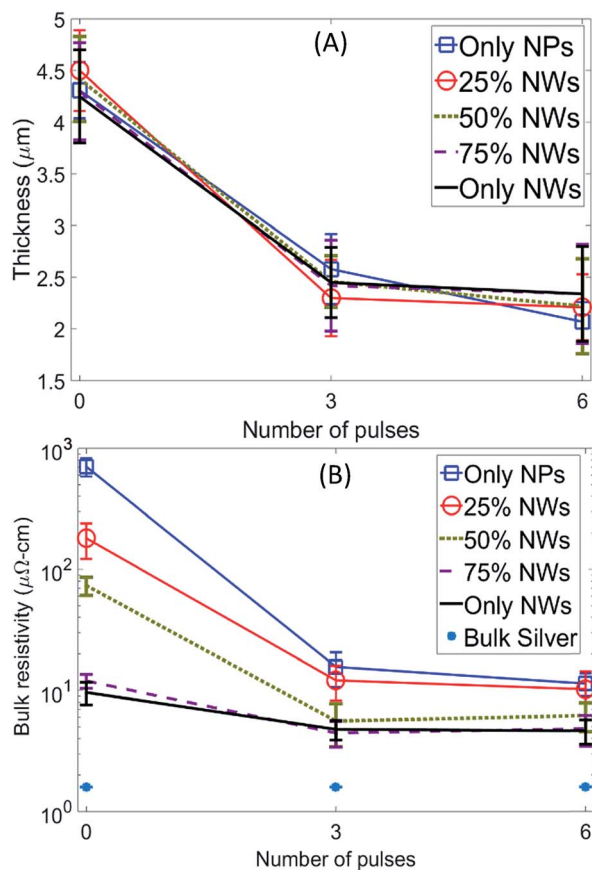 (A)
Only NPs
25% NWs
50% NWs
75% NWs
Only NWs
Thickness (μm)
5
4.5
4
3.5
3
2.5
2
1.5
0
3
6
Number of pulses
(B)
Only NPs
25% NWs
50% NWs
75% NWs
Only NWs
Bulk Silver
Bulk resistivity (μΩ-cm)
10³
10²
10¹
10⁰
0
3
6
Number of pulses